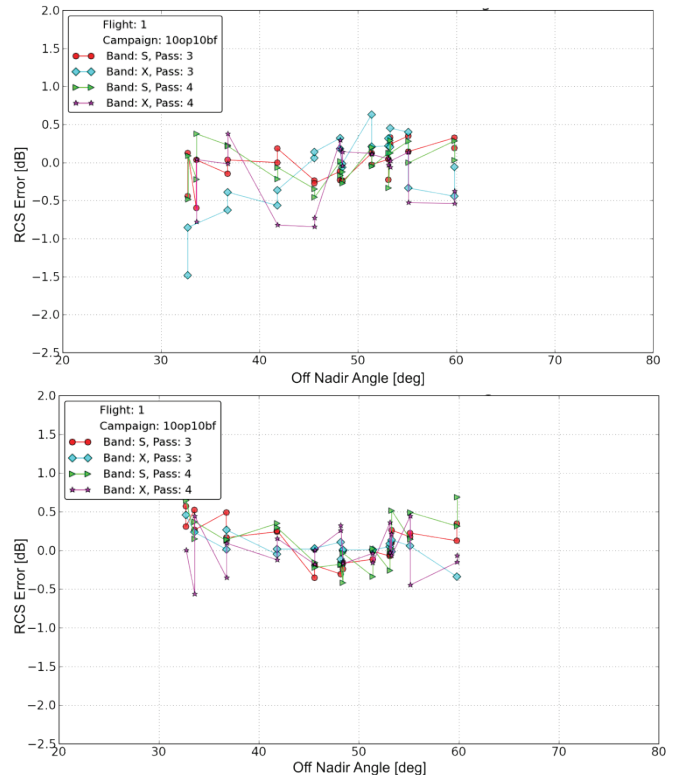 2.0
Flight: 1
Campaign: 10op10bf
Band: S, Pass: 3
1.5
Band: X, Pass: 3
Band: S, Pass: 4
1.0
Band: X, Pass: 4
0.5
0.0
−0.5
−1.0
−1.5
−2.0
−2.5
RCS Error [dB]
20 30 40 50 60 70 80
Off Nadir Angle [deg]
2.0
Flight: 1
Campaign: 10op10bf
Band: S, Pass: 3
1.5
Band: X, Pass: 3
Band: S, Pass: 4
1.0
Band: X, Pass: 4
0.5
0.0
−0.5
−1.0
−1.5
−2.0
−2.5
RCS Error [dB]
20 30 40 50 60 70 80
Off Nadir Angle [deg]